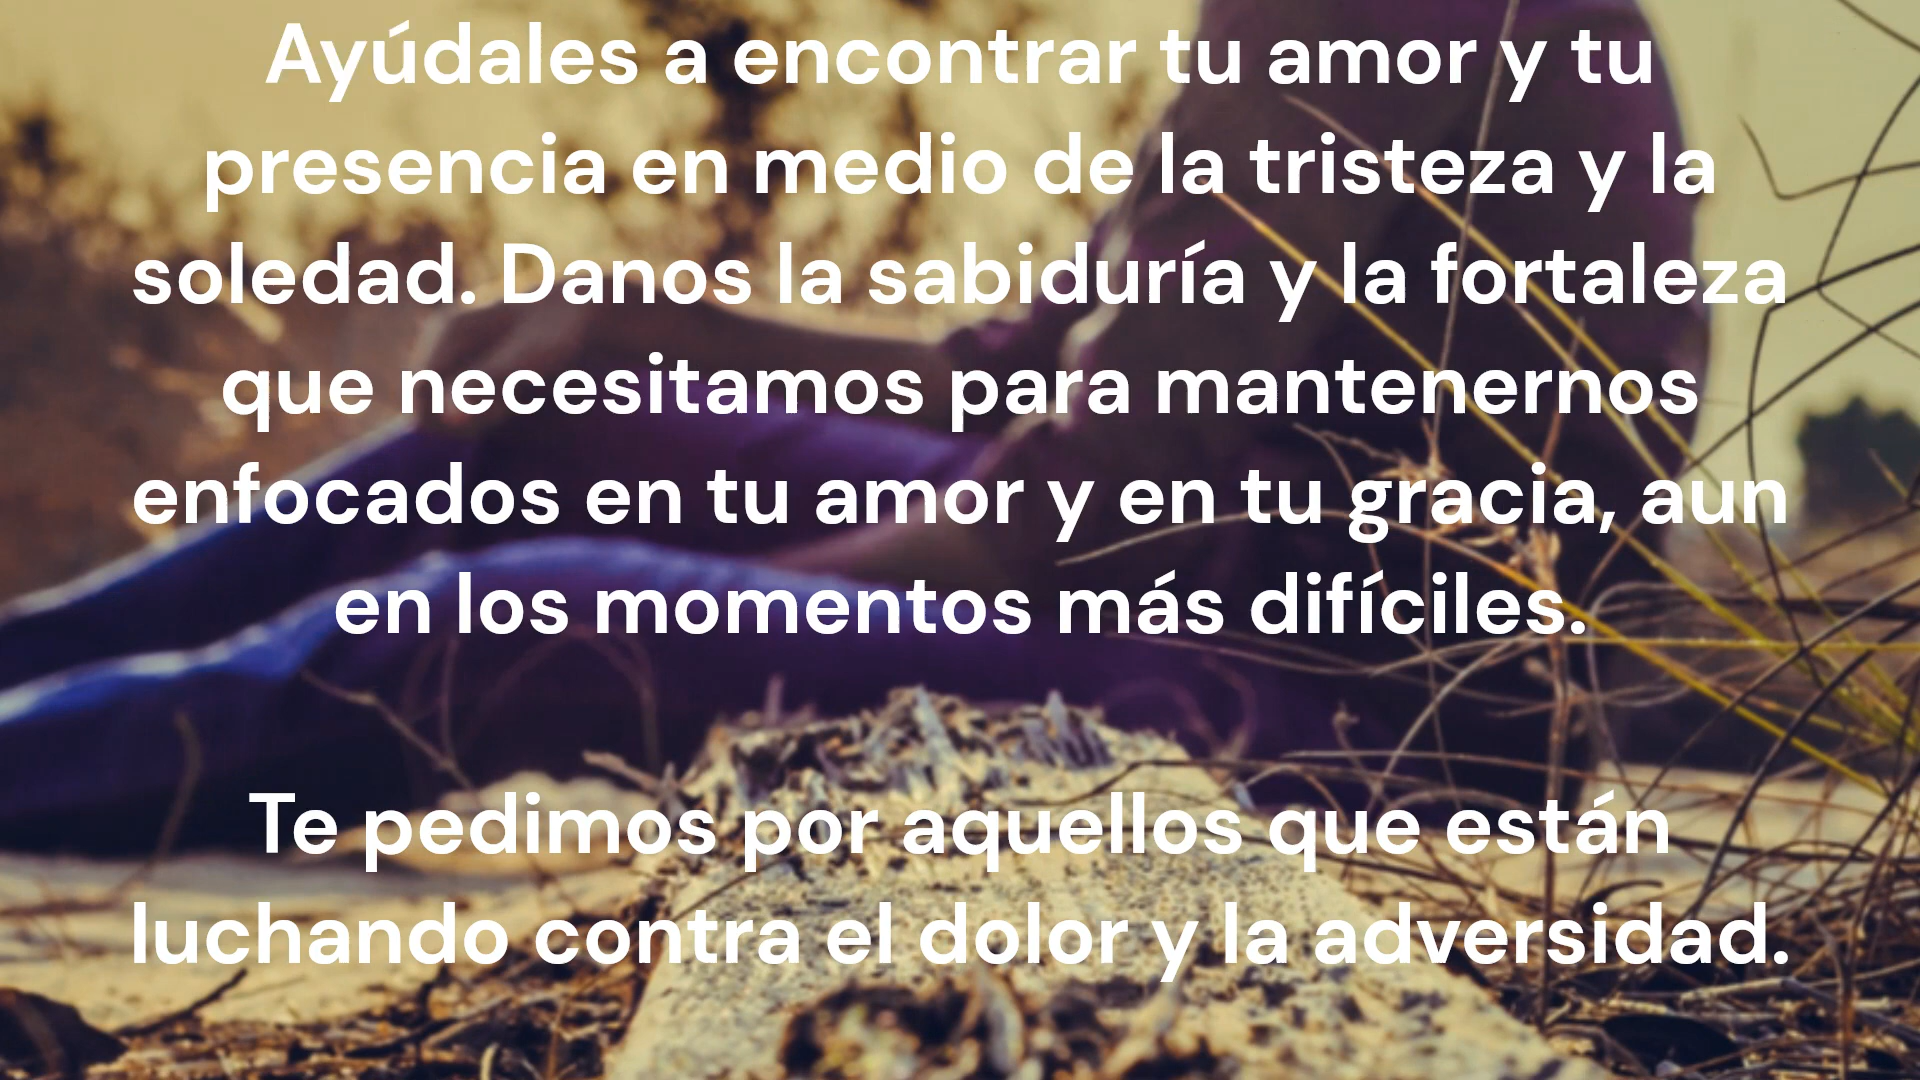 Ayúdales a encontrar tu amor y tu
presencia en medio de la tristeza y la
soledad. Danos la sabiduría y la fortaleza
que necesitamos para mantenernos
enfocados en tu amor y en tu gracia, aun
en los momentos más difíciles.
Te pedimos por aquellos que están
luchando contra el dolor y la adversidad.